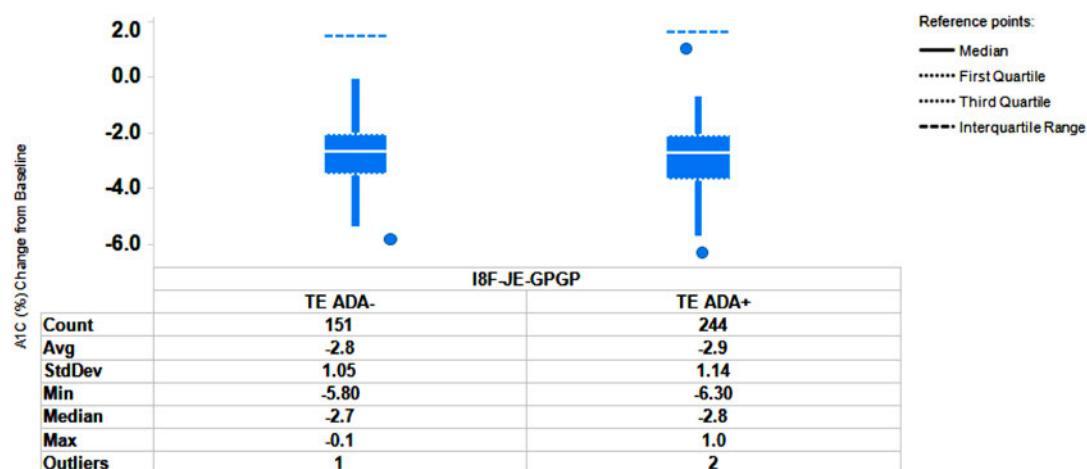 2.0
0.0
-2.0
-4.0
-6.0
A1C (%) Change from Baseline
Reference points:
Median
First Quartile
Third Quartile
Interquartile Range
I8F-JE-GPGP
TE ADA- TE ADA+
Count 151 244
Avg -2.8 -2.9
StdDev 1.05 1.14
Min -5.80 -6.30
Median -2.7 -2.8
Max -0.1 1.0
Outliers 1 2